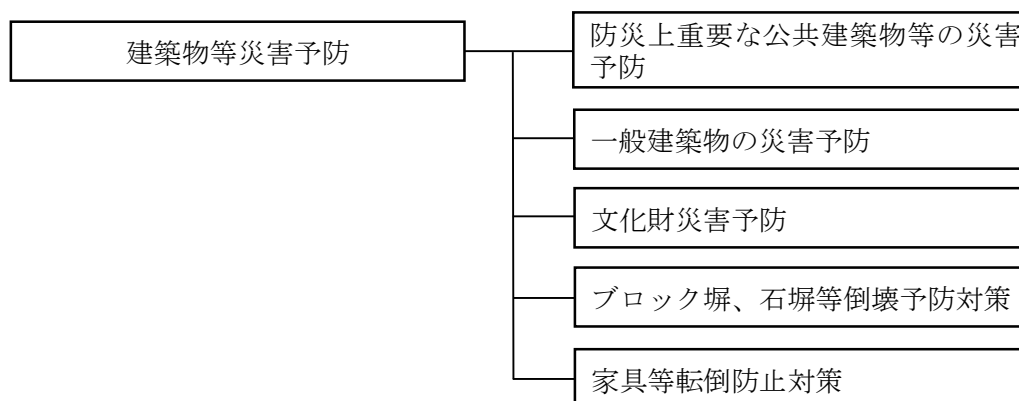 建築物等災害予防
防災上重要な公共建築物等の災害
予防
一般建築物の災害予防
文化財災害予防
ブロック塀、石塀等倒壊予防対策
家具等転倒防止対策